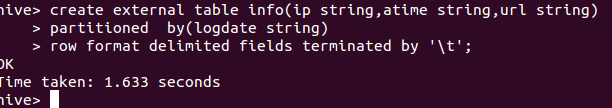 hive> create external table info(ip string,atime string,url string)
    > partitioned  by(logdate string)
    > row format delimited fields terminated by '\t';
OK
Time taken: 1.633 seconds
hive>